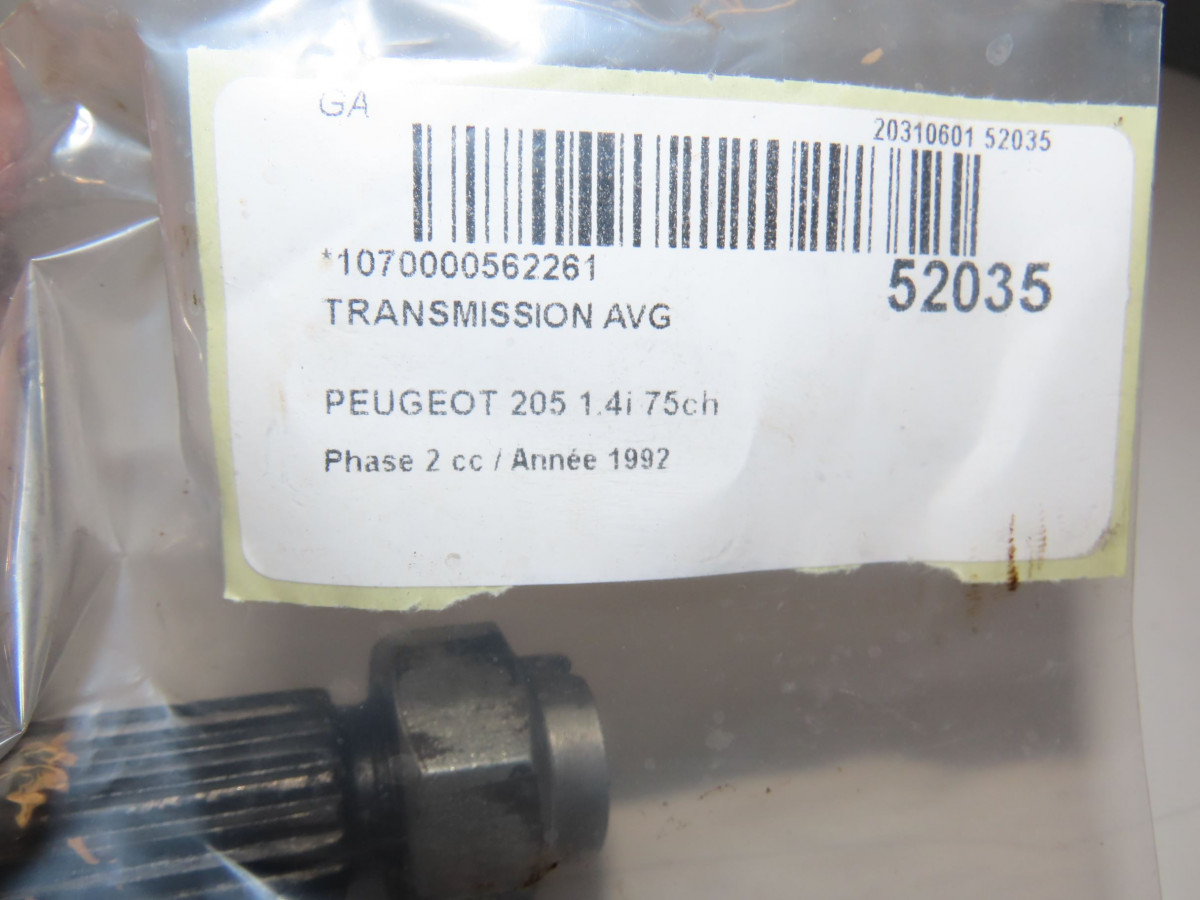 GA
20310601 52035
*1070000562261
52035
TRANSMISSION AVG
PEUGEOT 205 1.4i 75ch
Phase 2 cc / Année 1992